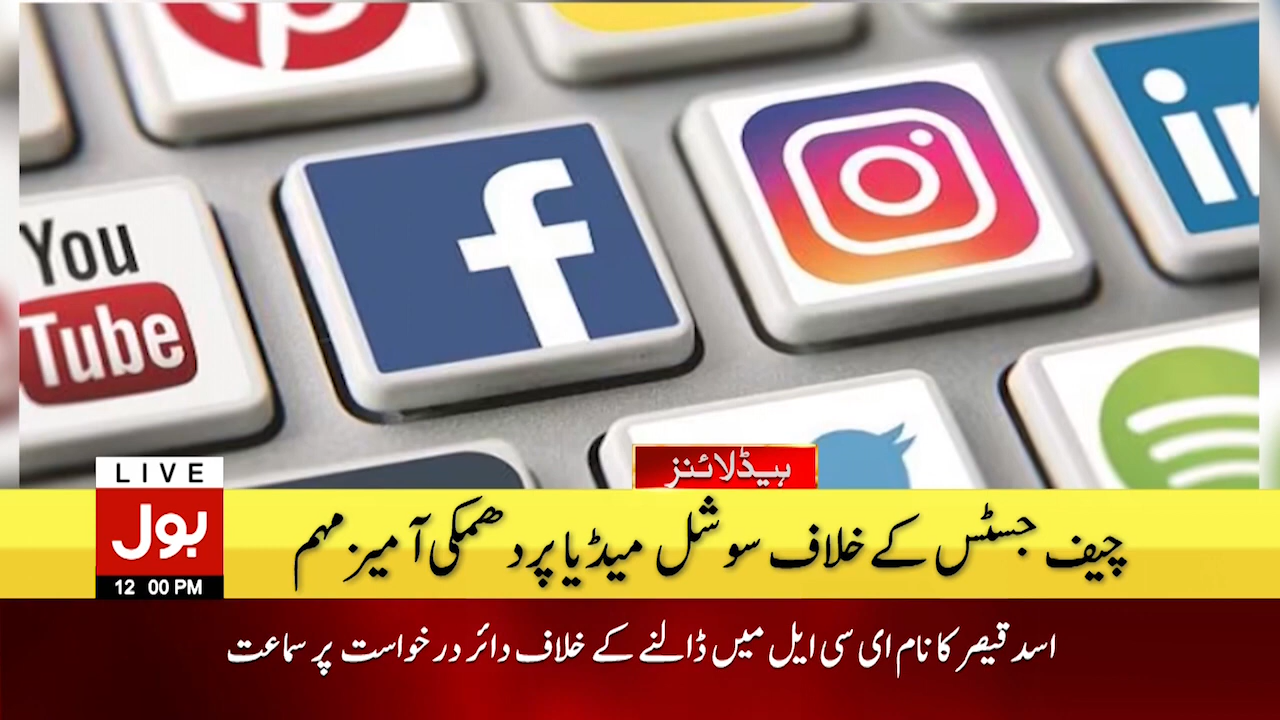 You
Tube
f
in
LIVE
بول
12 00 PM
ہیڈلائنز
چیف جسٹس کے خلاف سوشل میڈیا پر دھمکی آمیز مہم
اسد قیصر کا نام ای سی ایل میں ڈالنے کے خلاف دائر درخواست پر سماعت